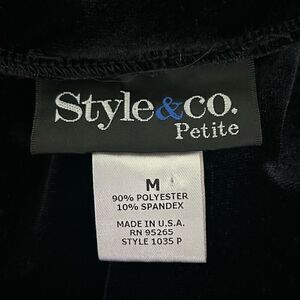 Style&co.
Petite
M
90% POLYESTER
10% SPANDEX
MADE IN U.S.A.
RN 95265
STYLE 1035 P